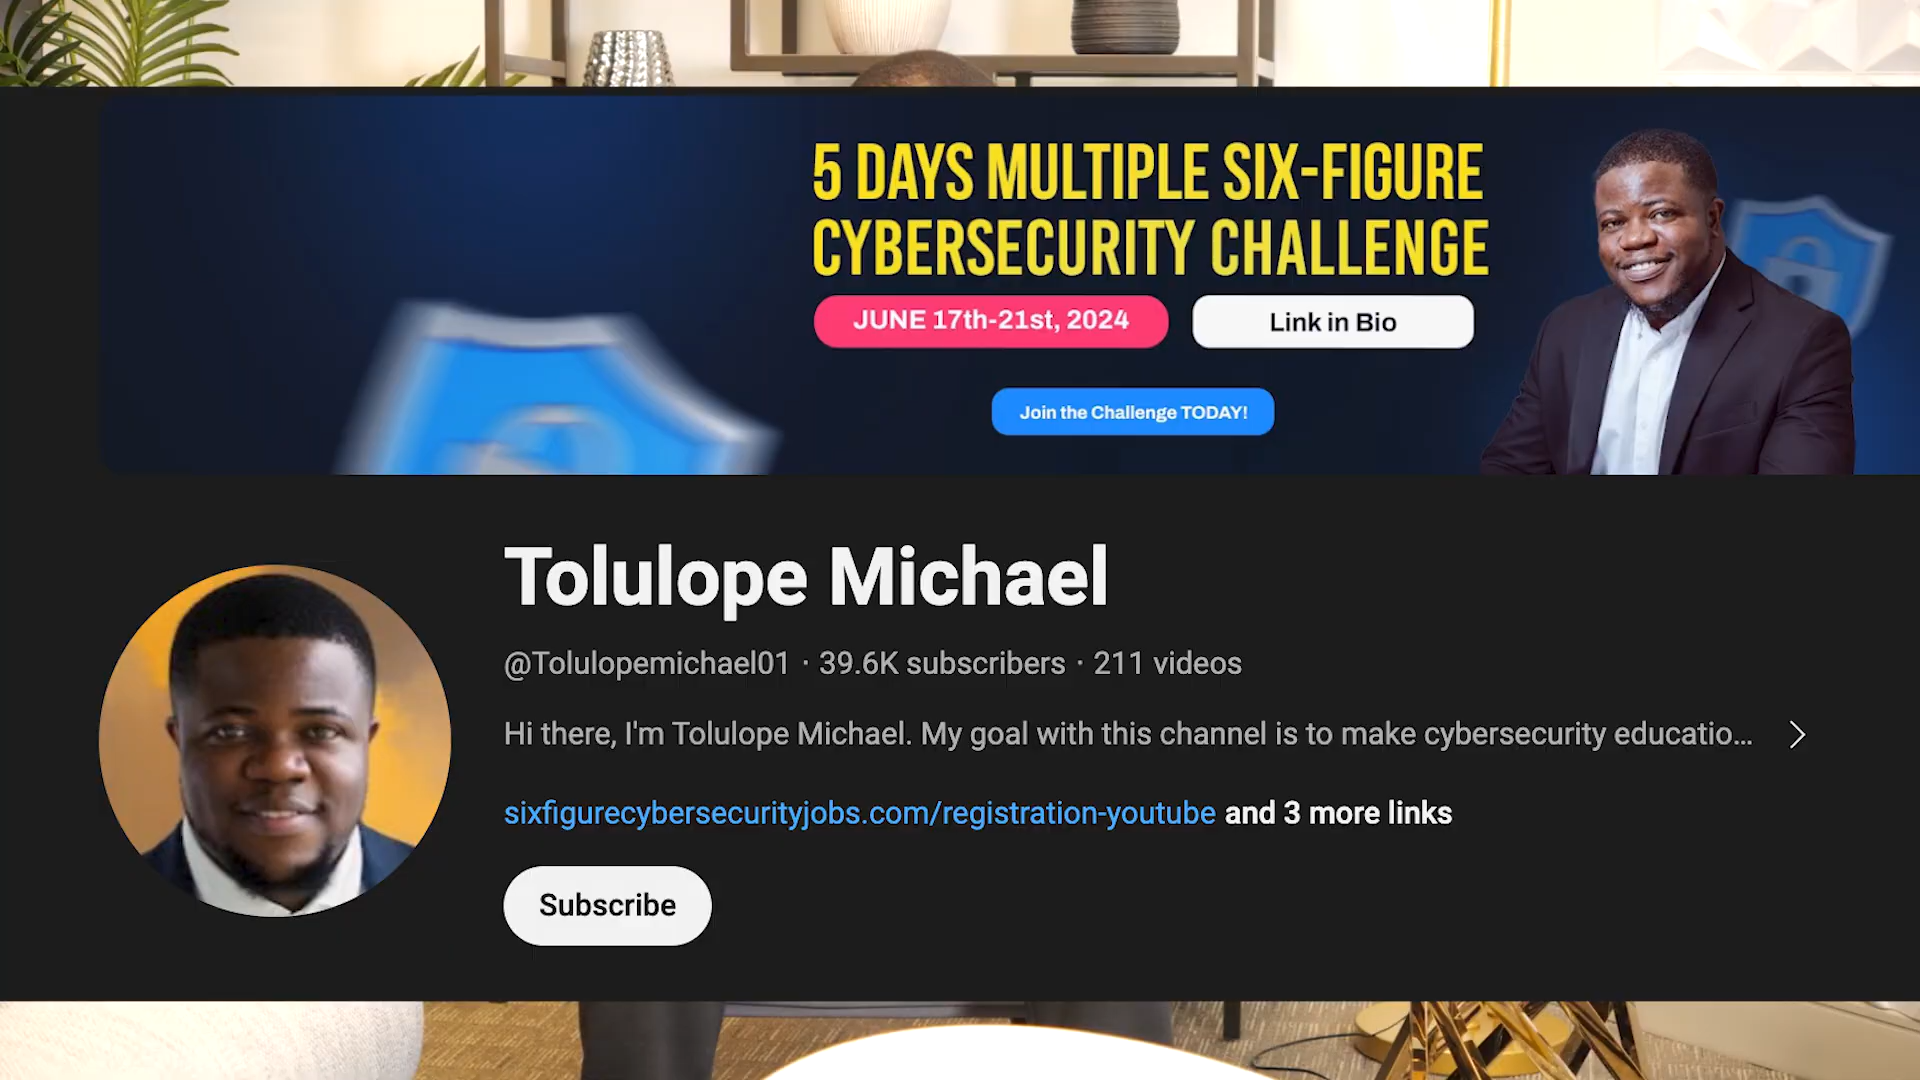 5 DAYS MULTIPLE SIX-FIGURE
CYBERSECURITY CHALLENGE
JUNE 17th-21st, 2024
Link in Bio
Join the Challenge TODAY!
Tolulope Michael
@Tolulopemichael01 · 39.6K subscribers · 211 videos
Hi there, I'm Tolulope Michael. My goal with this channel is to make cybersecurity educatio...
sixfigurecybersecurityjobs.com/registration-youtube and 3 more links
Subscribe